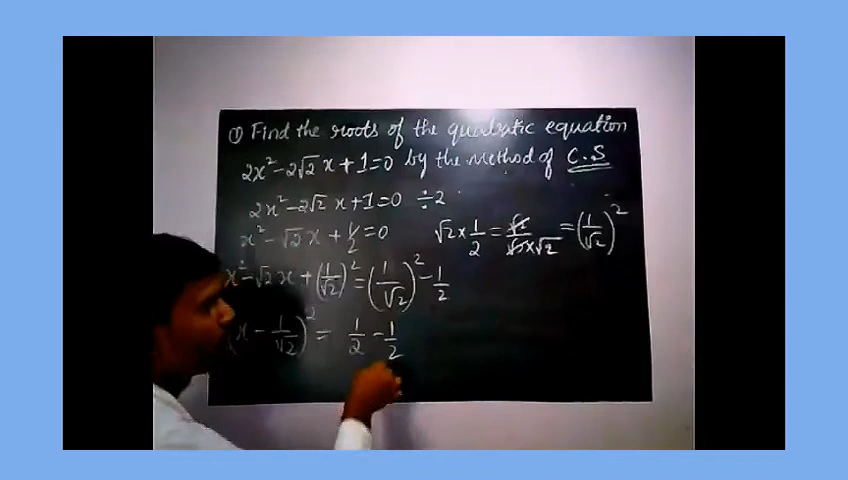 ① Find the roots of the quadratic equation
2x² - 2√2 x + 1 = 0 by the method of C.S
2x² - 2√2 x + 1 = 0 ÷ 2
x² - √2 x + 1/2 = 0
√2 × 1/2 = √2/√2×√2 = (1/√2)²
x² - √2 x + (1/√2)² = (1/√2)² - 1/2
(x - 1/√2)² = 1/2 - 1/2